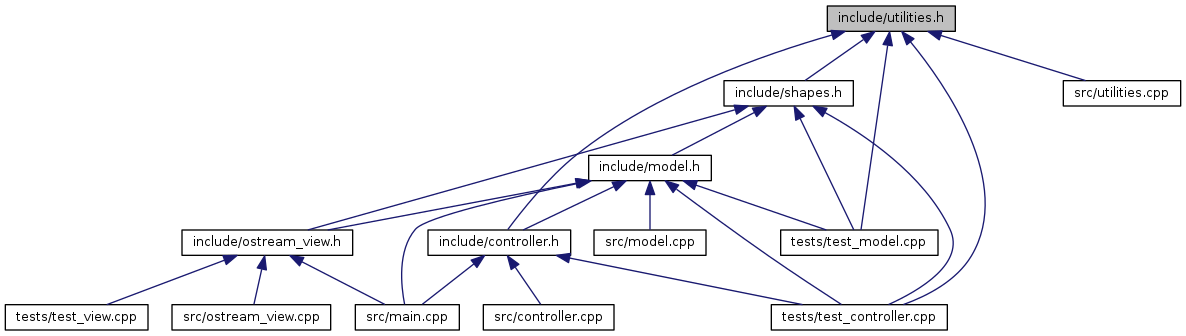 include/utilities.h
include/shapes.h
src/utilities.cpp
include/model.h
include/ostream_view.h
include/controller.h
src/model.cpp
tests/test_model.cpp
tests/test_view.cpp
src/ostream_view.cpp
src/main.cpp
src/controller.cpp
tests/test_controller.cpp